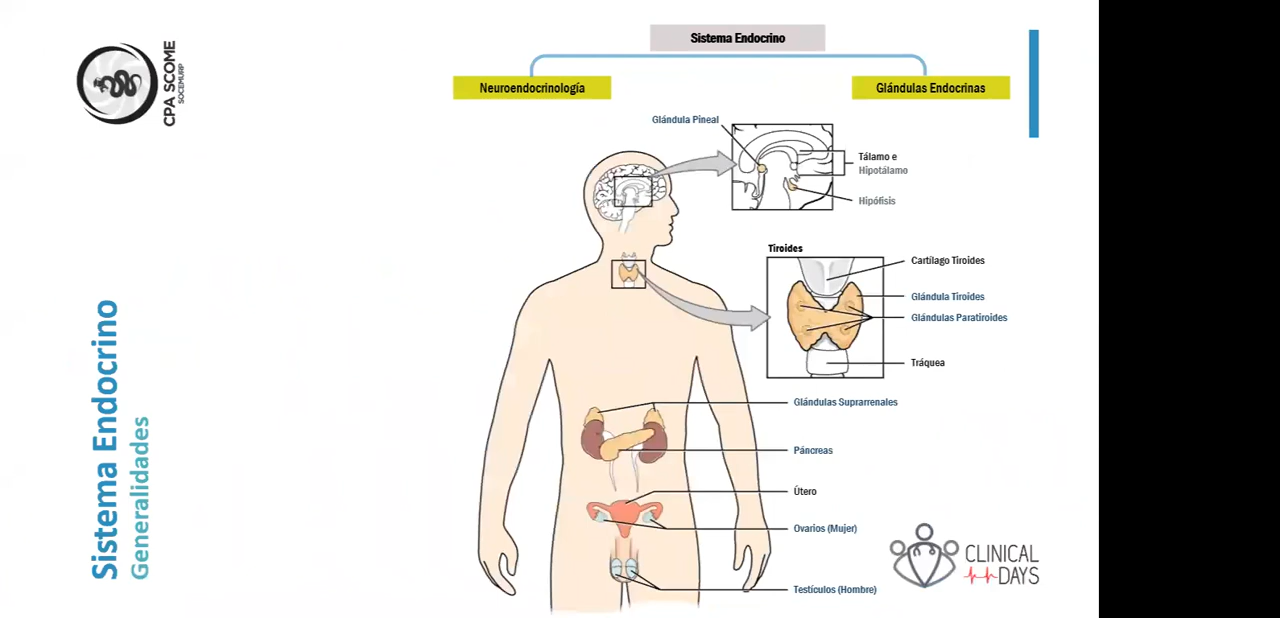 CPA SCOME
SOCEMURP
Sistema Endocrino
Generalidades
Sistema Endocrino
Neuroendocrinología
Glándulas Endocrinas
Glándula Pineal
Tálamo e
Hipotálamo
Hipófisis
Tiroides
Cartílago Tiroides
Glándula Tiroides
Glándulas Paratiroides
Tráquea
Glándulas Suprarrenales
Páncreas
Útero
Ovarios (Mujer)
Testículos (Hombre)
CLINICAL
DAYS